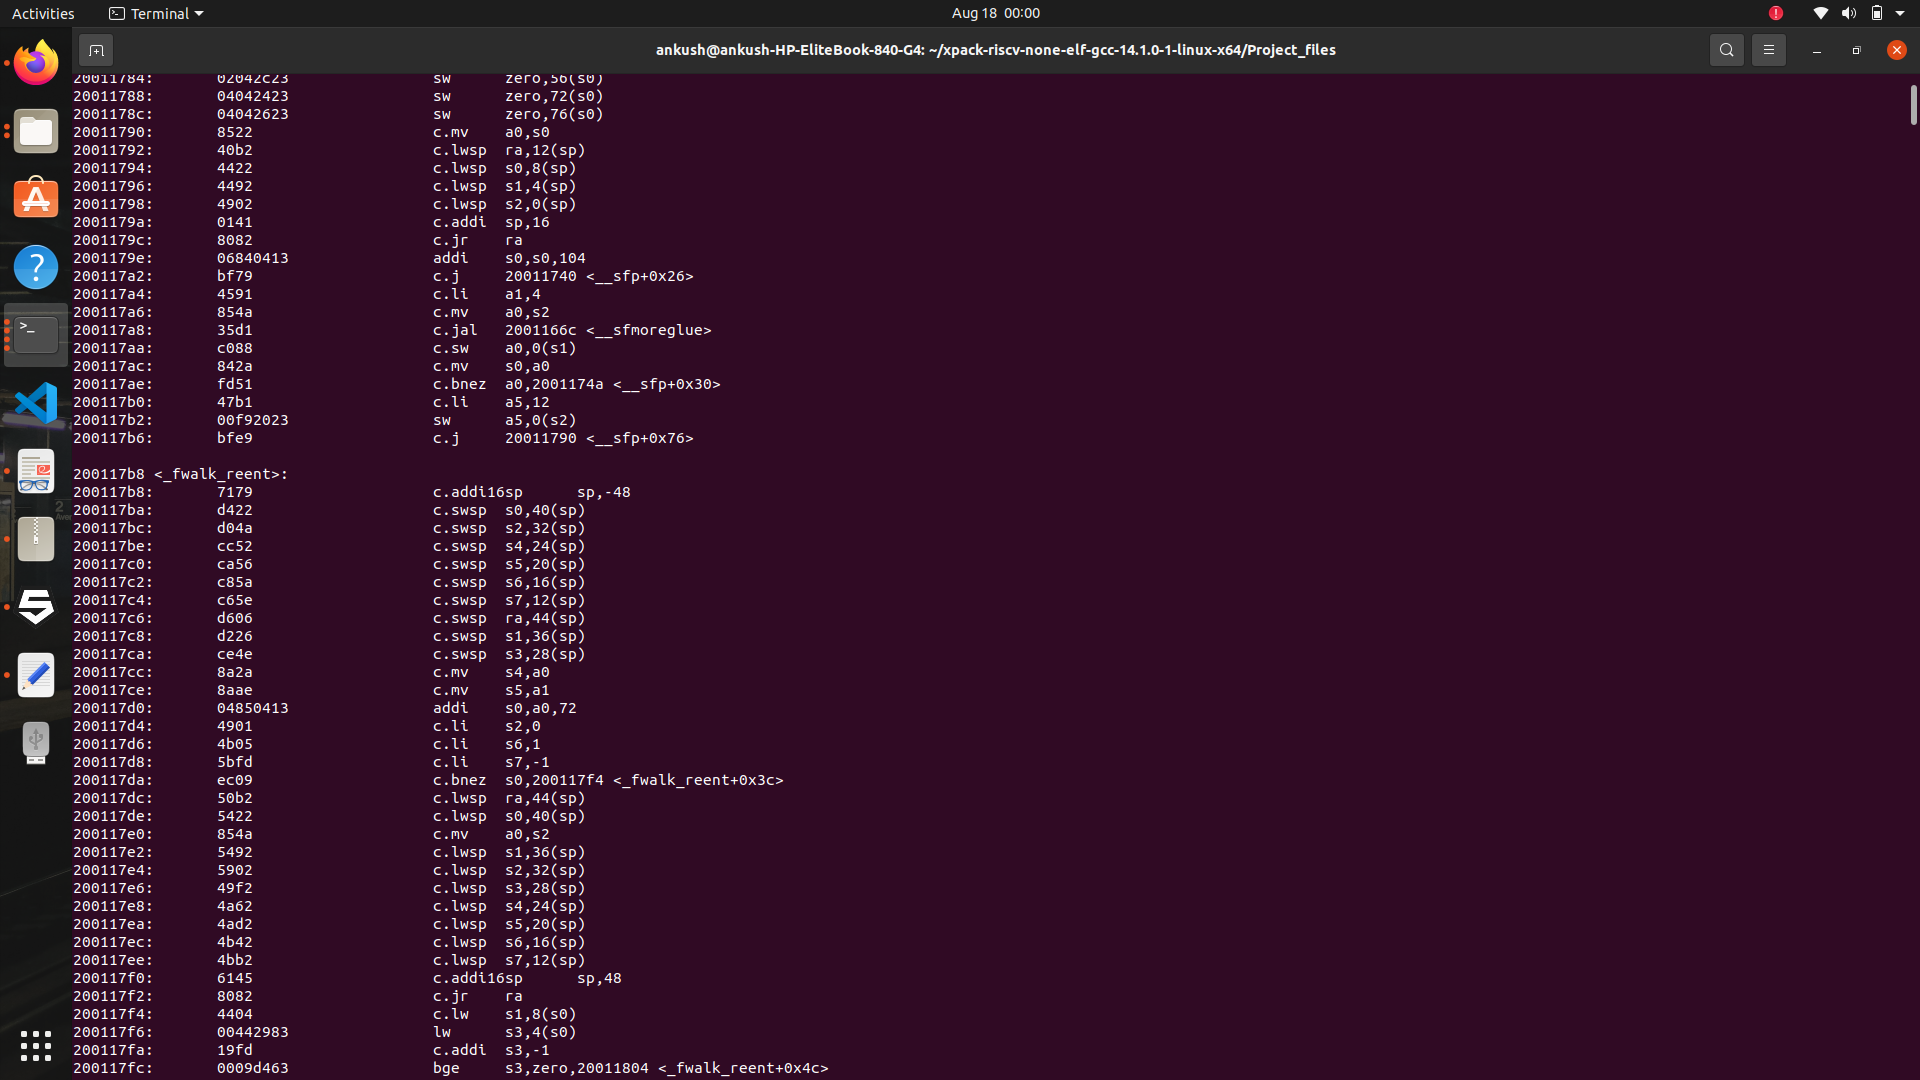 Activities Terminal Aug 18 00:00
ankush@ankush-HP-EliteBook-840-G4: ~/xpack-riscv-none-elf-gcc-14.1.0-1-linux-x64/Project_files
20011784: 02042c23 sw zero,56(s0)
20011788: 04042423 sw zero,72(s0)
2001178c: 04042623 sw zero,76(s0)
20011790: 8522 c.mv a0,s0
20011792: 40b2 c.lwsp ra,12(sp)
20011794: 4422 c.lwsp s0,8(sp)
20011796: 4492 c.lwsp s1,4(sp)
20011798: 4902 c.lwsp s2,0(sp)
2001179a: 0141 c.addi sp,16
2001179c: 8082 c.jr ra
2001179e: 06840413 addi s0,s0,104
200117a2: bf79 c.j 20011740 <__sfp+0x26>
200117a4: 4591 c.li a1,4
200117a6: 854a c.mv a0,s2
200117a8: 35d1 c.jal 2001166c <__sfmoreglue>
200117aa: c088 c.sw a0,0(s1)
200117ac: 842a c.mv s0,a0
200117ae: fd51 c.bnez a0,2001174a <__sfp+0x30>
200117b0: 47b1 c.li a5,12
200117b2: 00f92023 sw a5,0(s2)
200117b6: bfe9 c.j 20011790 <__sfp+0x76>
200117b8 <_fwalk_reent>:
200117b8: 7179 c.addi16sp sp,-48
200117ba: d422 c.swsp s0,40(sp)
200117bc: d04a c.swsp s2,32(sp)
200117be: cc52 c.swsp s4,24(sp)
200117c0: ca56 c.swsp s5,20(sp)
200117c2: c85a c.swsp s6,16(sp)
200117c4: c65e c.swsp s7,12(sp)
200117c6: d606 c.swsp ra,44(sp)
200117c8: d226 c.swsp s1,36(sp)
200117ca: ce4e c.swsp s3,28(sp)
200117cc: 8a2a c.mv s4,a0
200117ce: 8aae c.mv s5,a1
200117d0: 04850413 addi s0,a0,72
200117d4: 4901 c.li s2,0
200117d6: 4b05 c.li s6,1
200117d8: 5bfd c.li s7,-1
200117da: ec09 c.bnez s0,200117f4 <_fwalk_reent+0x3c>
200117dc: 50b2 c.lwsp ra,44(sp)
200117de: 5422 c.lwsp s0,40(sp)
200117e0: 854a c.mv a0,s2
200117e2: 5492 c.lwsp s1,36(sp)
200117e4: 5902 c.lwsp s2,32(sp)
200117e6: 49f2 c.lwsp s3,28(sp)
200117e8: 4a62 c.lwsp s4,24(sp)
200117ea: 4ad2 c.lwsp s5,20(sp)
200117ec: 4b42 c.lwsp s6,16(sp)
200117ee: 4bb2 c.lwsp s7,12(sp)
200117f0: 6145 c.addi16sp sp,48
200117f2: 8082 c.jr ra
200117f4: 4404 c.lw s1,8(s0)
200117f6: 00442983 lw s3,4(s0)
200117fa: 19fd c.addi s3,-1
200117fc: 0009d463 bge s3,zero,20011804 <_fwalk_reent+0x4c>